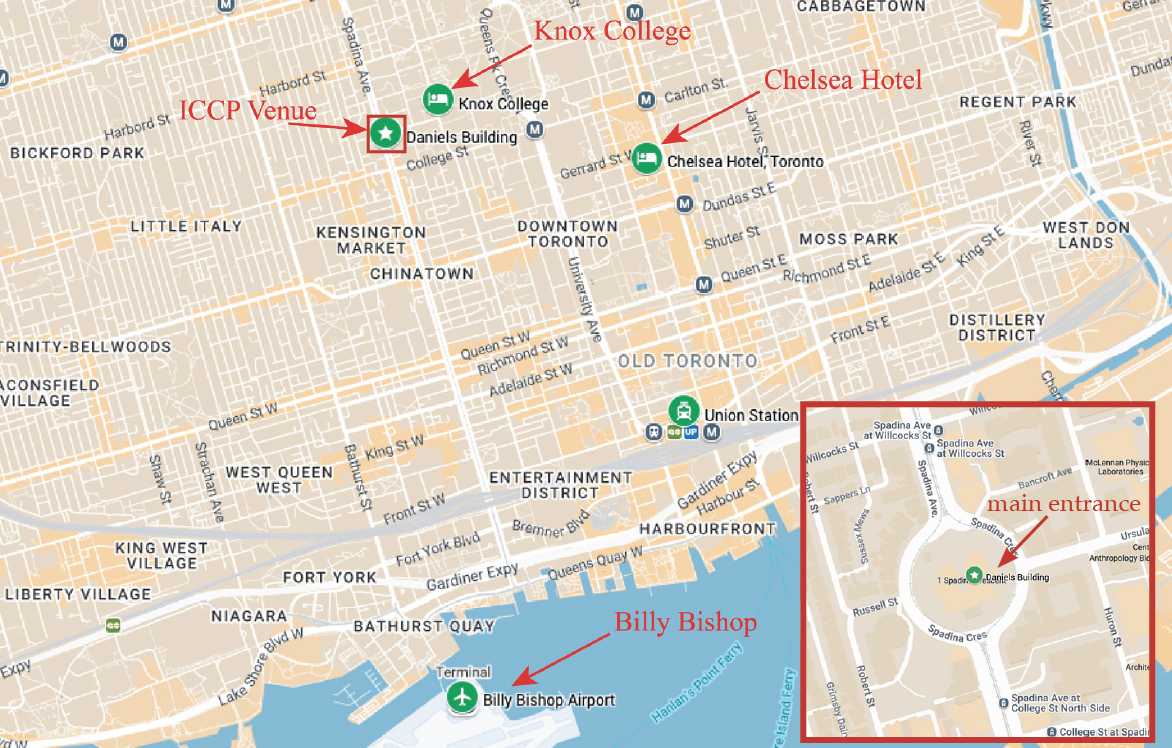 CABBAGETOWN
Spadina Ave.
Queens Pk Cres
Knox College
Harbord St
Carlton St
Dundas
Chelsea Hotel
REGENT PARK
ICCP Venue
Knox College
Harbord St
Daniels Building
BICKFORD PARK
College St
Gerrard St W
Chelsea Hotel, Toronto
Jarvis St
River St
Dundas St E
LITTLE ITALY
KENSINGTON
MARKET
DOWNTOWN
TORONTO
Shuter St
MOSS PARK
King St E
WEST DON
LANDS
CHINATOWN
Queen St E
Richmond St E
Adelaide St E
University Ave
TRINITY-BELLWOODS
Queen St W
Richmond St W
Adelaide St W
OLD TORONTO
Front St E
DISTILLERY
DISTRICT
ACONSFIELD
VILLAGE
Queen St W
Union Station
GO
UP
King St W
Bathurst St
Shaw St
Strachan Ave
WEST QUEEN
WEST
ENTERTAINMENT
DISTRICT
Gardiner Expy
Harbour St
Front St W
Bremner Blvd
HARBOURFRONT
KING WEST
VILLAGE
Fort York Blvd
Queens Quay W
FORT YORK
Gardiner Expy
LIBERTY VILLAGE
NIAGARA
BATHURST QUAY
Billy Bishop
Lake Shore Blvd W
Expy
Terminal
Billy Bishop Airport
Hanlan's Point Ferry
Island Ferry
Spadina Ave
at Willcocks St
Spadina Ave
at Willcocks St
Willcocks St
McLennan Physic
Laboratories
Bancroft Ave
Robert St
Sappers Ln
Spadina Ave.
main entrance
Sussex Mews
Spadina Cres
Ursula
Cent
Anthropology Bld
1 Spadina Crescent
Daniels Building
Russell St
Spadina Cres
Huron St
Robert St
Archite
Grimsby Dain
Spadina Ave at
College St North Side
College St at Spadi